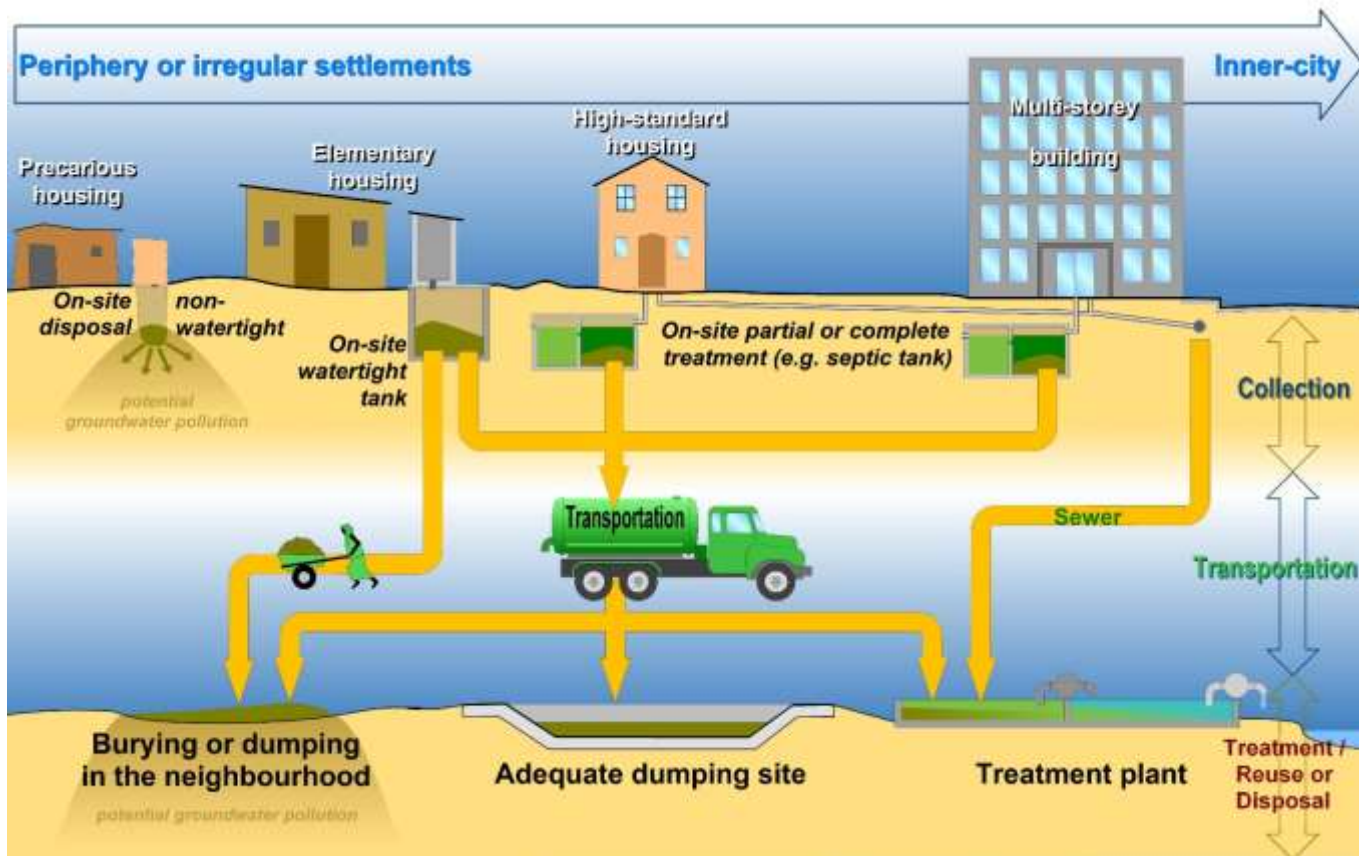 Periphery or irregular settlements
Inner-city
Precarious
housing
Elementary
housing
High-standard
housing
Multi-storey
building
On-site
disposal
non-
watertight
potential
groundwater pollution
On-site
watertight
tank
On-site partial or complete
treatment (e.g. septic tank)
Collection
Transportation
Sewer
Transportation
Burying or dumping
in the neighbourhood
potential groundwater pollution
Adequate dumping site
Treatment plant
Treatment /
Reuse or
Disposal